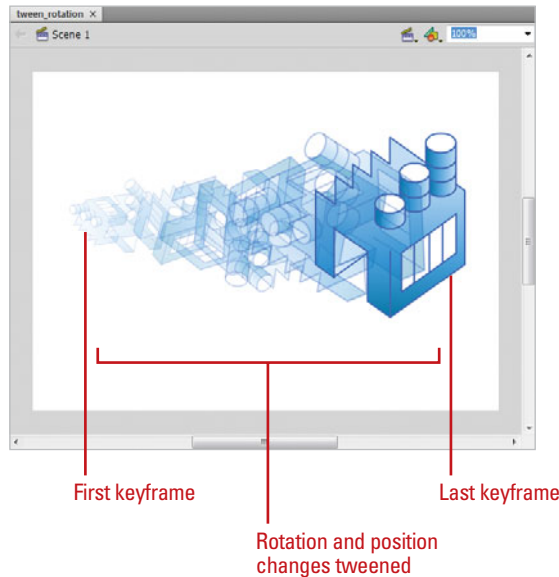 tween_rotation ×
Scene 1
100%
First keyframe
Last keyframe
Rotation and position
changes tweened